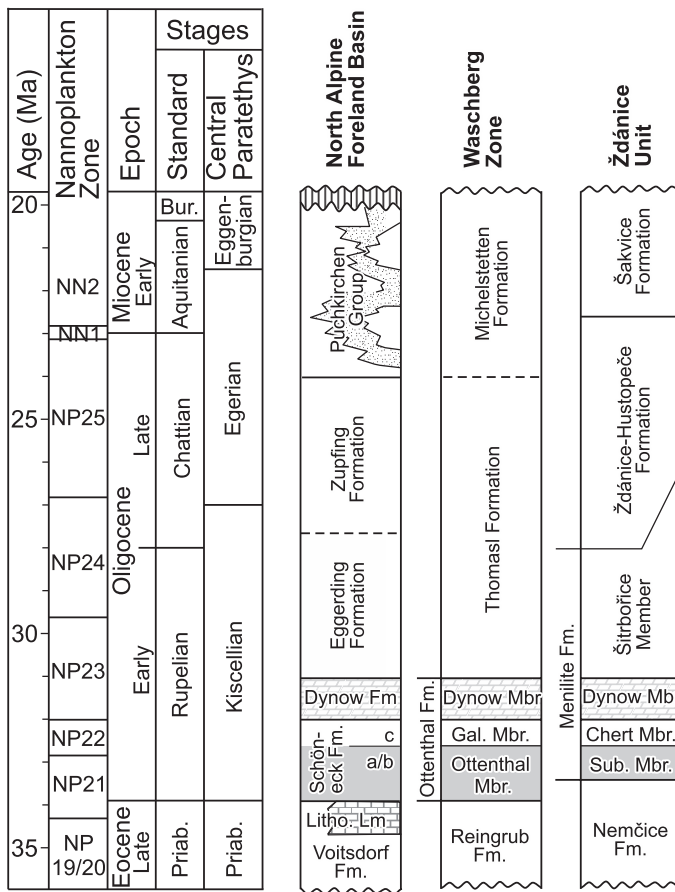 Age (Ma)
Nannoplankton
Zone
Epoch
Stages
Standard
Central
Paratethys
North Alpine
Foreland Basin
Waschberg
Zone
Ždánice
Unit
20
25
30
35
NN2
NN1
NP25
NP24
NP23
NP22
NP21
NP
19/20
Miocene
Early
Oligocene
Late
Early
Eocene
Late
Bur.
Aquitanian
Chattian
Rupelian
Priab.
Eggen-
burgian
Egerian
Kiscellian
Priab.
Puchkirchen
Group
Zupfing
Formation
Eggerding
Formation
Dynow Fm
Schön-
eck Fm.
c
a/b
Litho. Lm
Voitsdorf
Fm.
Michelstetten
Formation
Thomasl Formation
Ottenthal Fm.
Dynow Mbr
Gal. Mbr.
Ottenthal
Mbr.
Reingrub
Fm.
Šakvice
Formation
Ždánice-Hustopeče
Formation
Menilite Fm.
Šitbořice
Member
Dynow Mb
Chert Mbr.
Sub. Mbr.
Nemčice
Fm.